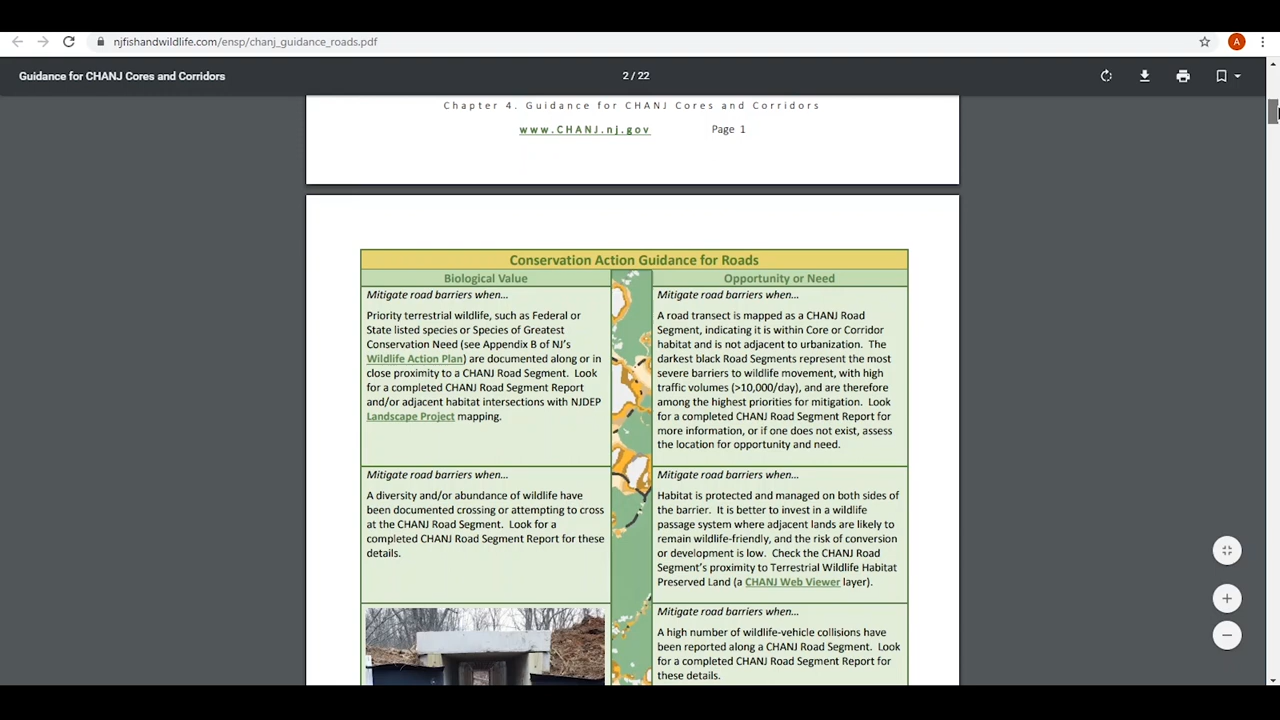 njfishandwildlife.com/ensp/chanj_guidance_roads.pdf
A
Guidance for CHANJ Cores and Corridors
2 / 22
Chapter 4. Guidance for CHANJ Cores and Corridors
www.CHANJ.nj.gov Page 1
Conservation Action Guidance for Roads
Biological Value
Opportunity or Need
Mitigate road barriers when...
Priority terrestrial wildlife, such as Federal or
State listed species or Species of Greatest
Conservation Need (see Appendix B of NJ's
Wildlife Action Plan) are documented along or in
close proximity to a CHANJ Road Segment. Look
for a completed CHANJ Road Segment Report
and/or adjacent habitat intersections with NJDEP
Landscape Project mapping.
Mitigate road barriers when...
A road transect is mapped as a CHANJ Road
Segment, indicating it is within Core or Corridor
habitat and is not adjacent to urbanization. The
darkest black Road Segments represent the most
severe barriers to wildlife movement, with high
traffic volumes (>10,000/day), and are therefore
among the highest priorities for mitigation. Look
for a completed CHANJ Road Segment Report for
more information, or if one does not exist, assess
the location for opportunity and need.
Mitigate road barriers when...
A diversity and/or abundance of wildlife have
been documented crossing or attempting to cross
at the CHANJ Road Segment. Look for a
completed CHANJ Road Segment Report for these
details.
Mitigate road barriers when...
Habitat is protected and managed on both sides of
the barrier. It is better to invest in a wildlife
passage system where adjacent lands are likely to
remain wildlife-friendly, and the risk of conversion
or development is low. Check the CHANJ Road
Segment's proximity to Terrestrial Wildlife Habitat
Preserved Land (a CHANJ Web Viewer layer).
Mitigate road barriers when...
A high number of wildlife-vehicle collisions have
been reported along a CHANJ Road Segment. Look
for a completed CHANJ Road Segment Report for
these details.